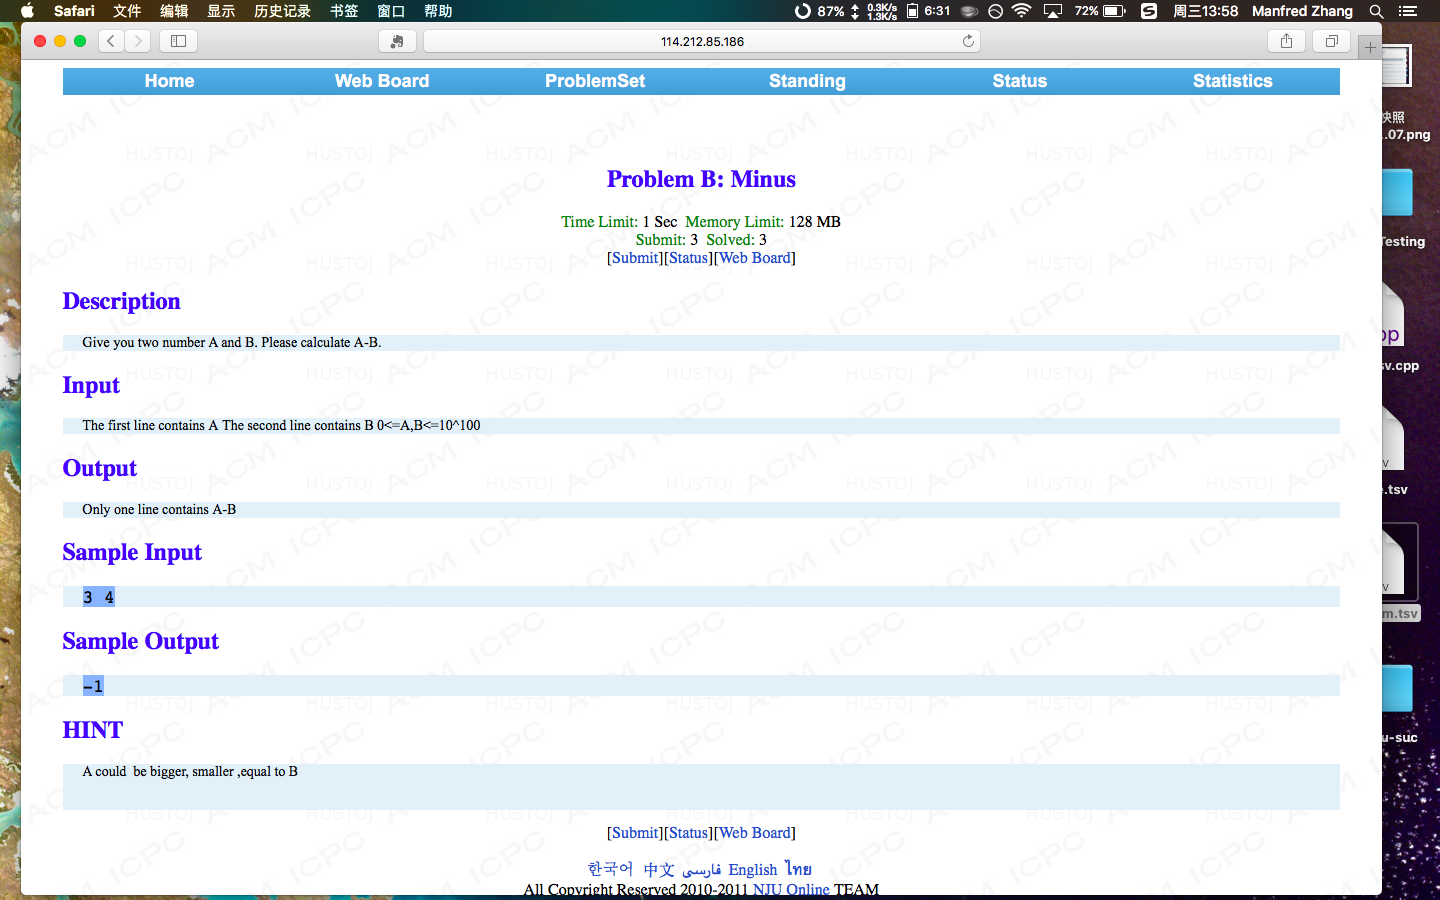 Safari 文件 编辑 显示 历史记录 书签 窗口 帮助 87% 0.3K/s 1.3K/s 6:31 72% 周三13:58 Manfred Zhang
114.212.85.186
Home Web Board ProblemSet Standing Status Statistics
快照
..07.png
Problem B: Minus
Time Limit: 1 Sec Memory Limit: 128 MB
Submit: 3 Solved: 3
[Submit][Status][Web Board]
Testing
Description
Give you two number A and B. Please calculate A-B.
sv.cpp
Input
The first line contains A The second line contains B 0<=A,B<=10^100
Output
.tsv
Only one line contains A-B
Sample Input
3 4
m.tsv
Sample Output
-1
HINT
u-suc
A could be bigger, smaller ,equal to B
[Submit][Status][Web Board]
한국어 中文 فارسی English ไทย
All Copyright Reserved 2010-2011 NJU Online TEAM
ACM ICPC HUSTOJ